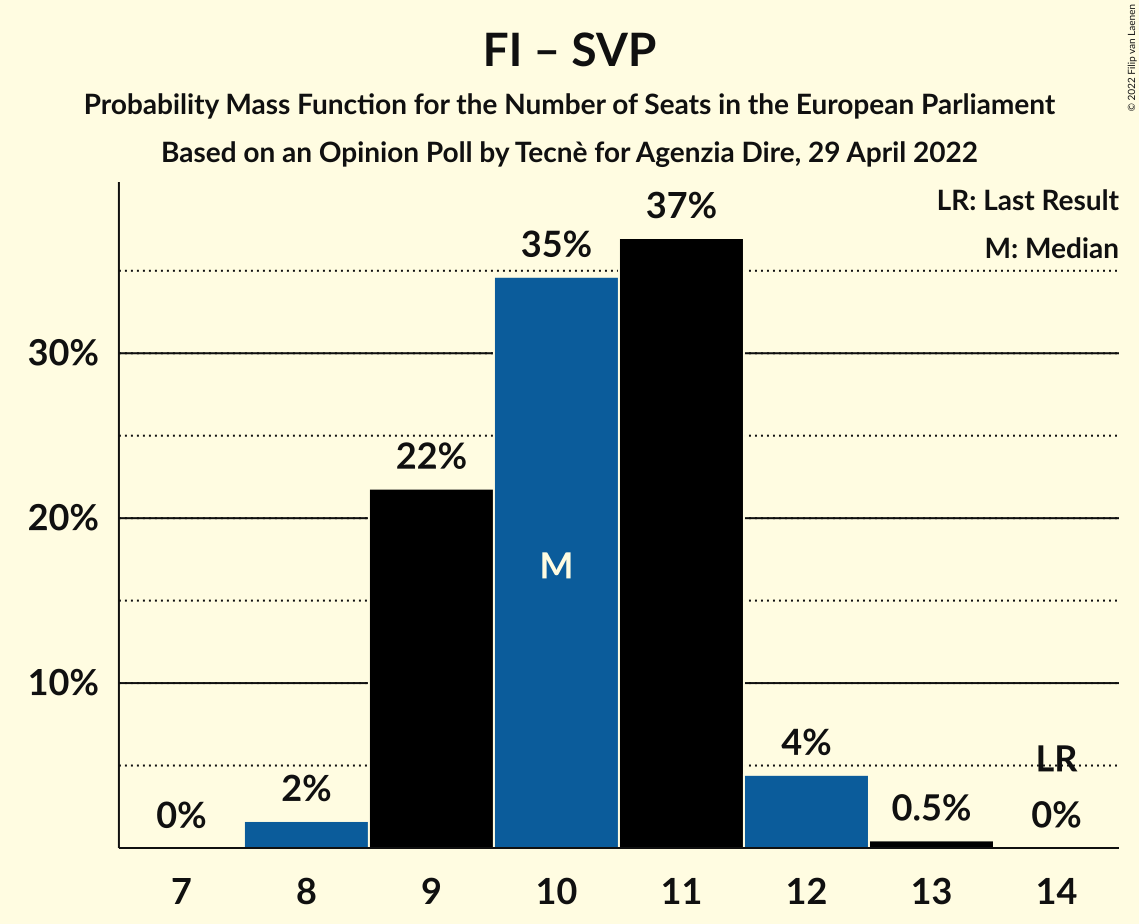 FI – SVP
Probability Mass Function for the Number of Seats in the European Parliament
Based on an Opinion Poll by Tecnè for Agenzia Dire, 29 April 2022
© 2022 Filip van Laenen
LR: Last Result
M: Median
37%
35%
30%
22%
20%
M
10%
4%
LR
2%
0.5%
0%
0%
7 8 9 10 11 12 13 14